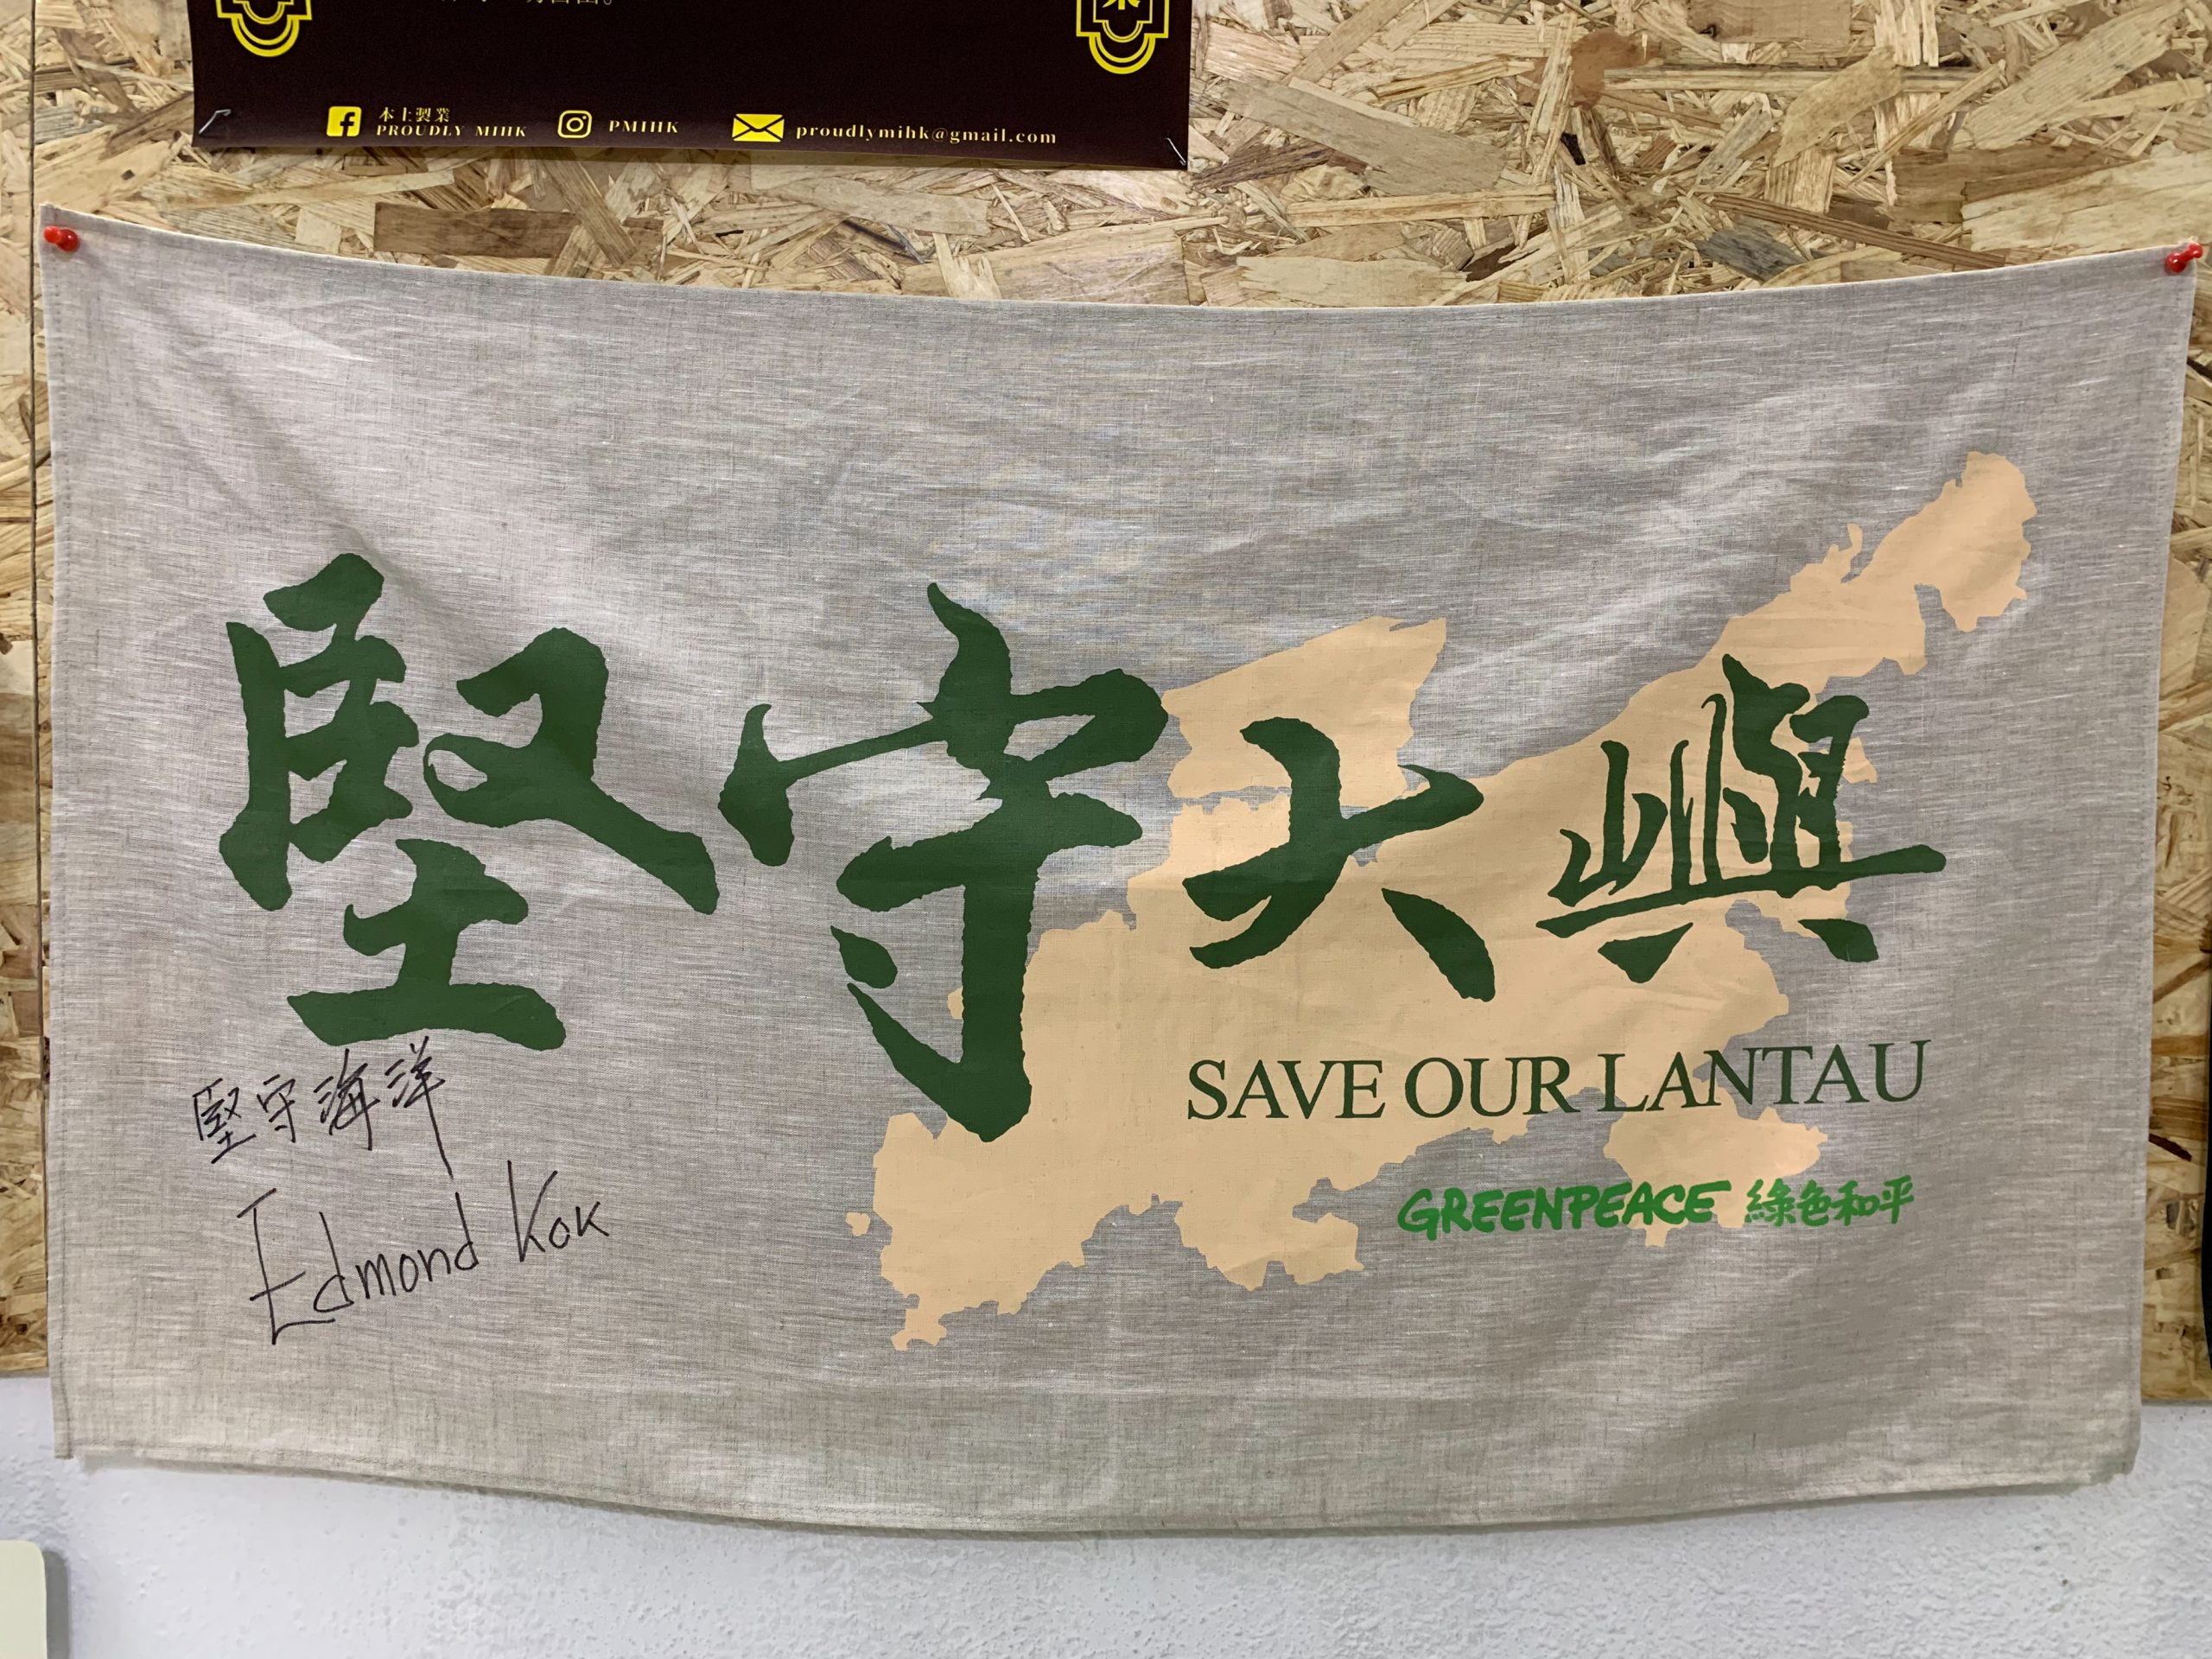 本土製業
PROUDLY MIHK
PMIHK
proudlymihk@gmail.com
堅守大嶼
SAVE OUR LANTAU
GREENPEACE 綠色和平
堅守海洋
Edmond Kok